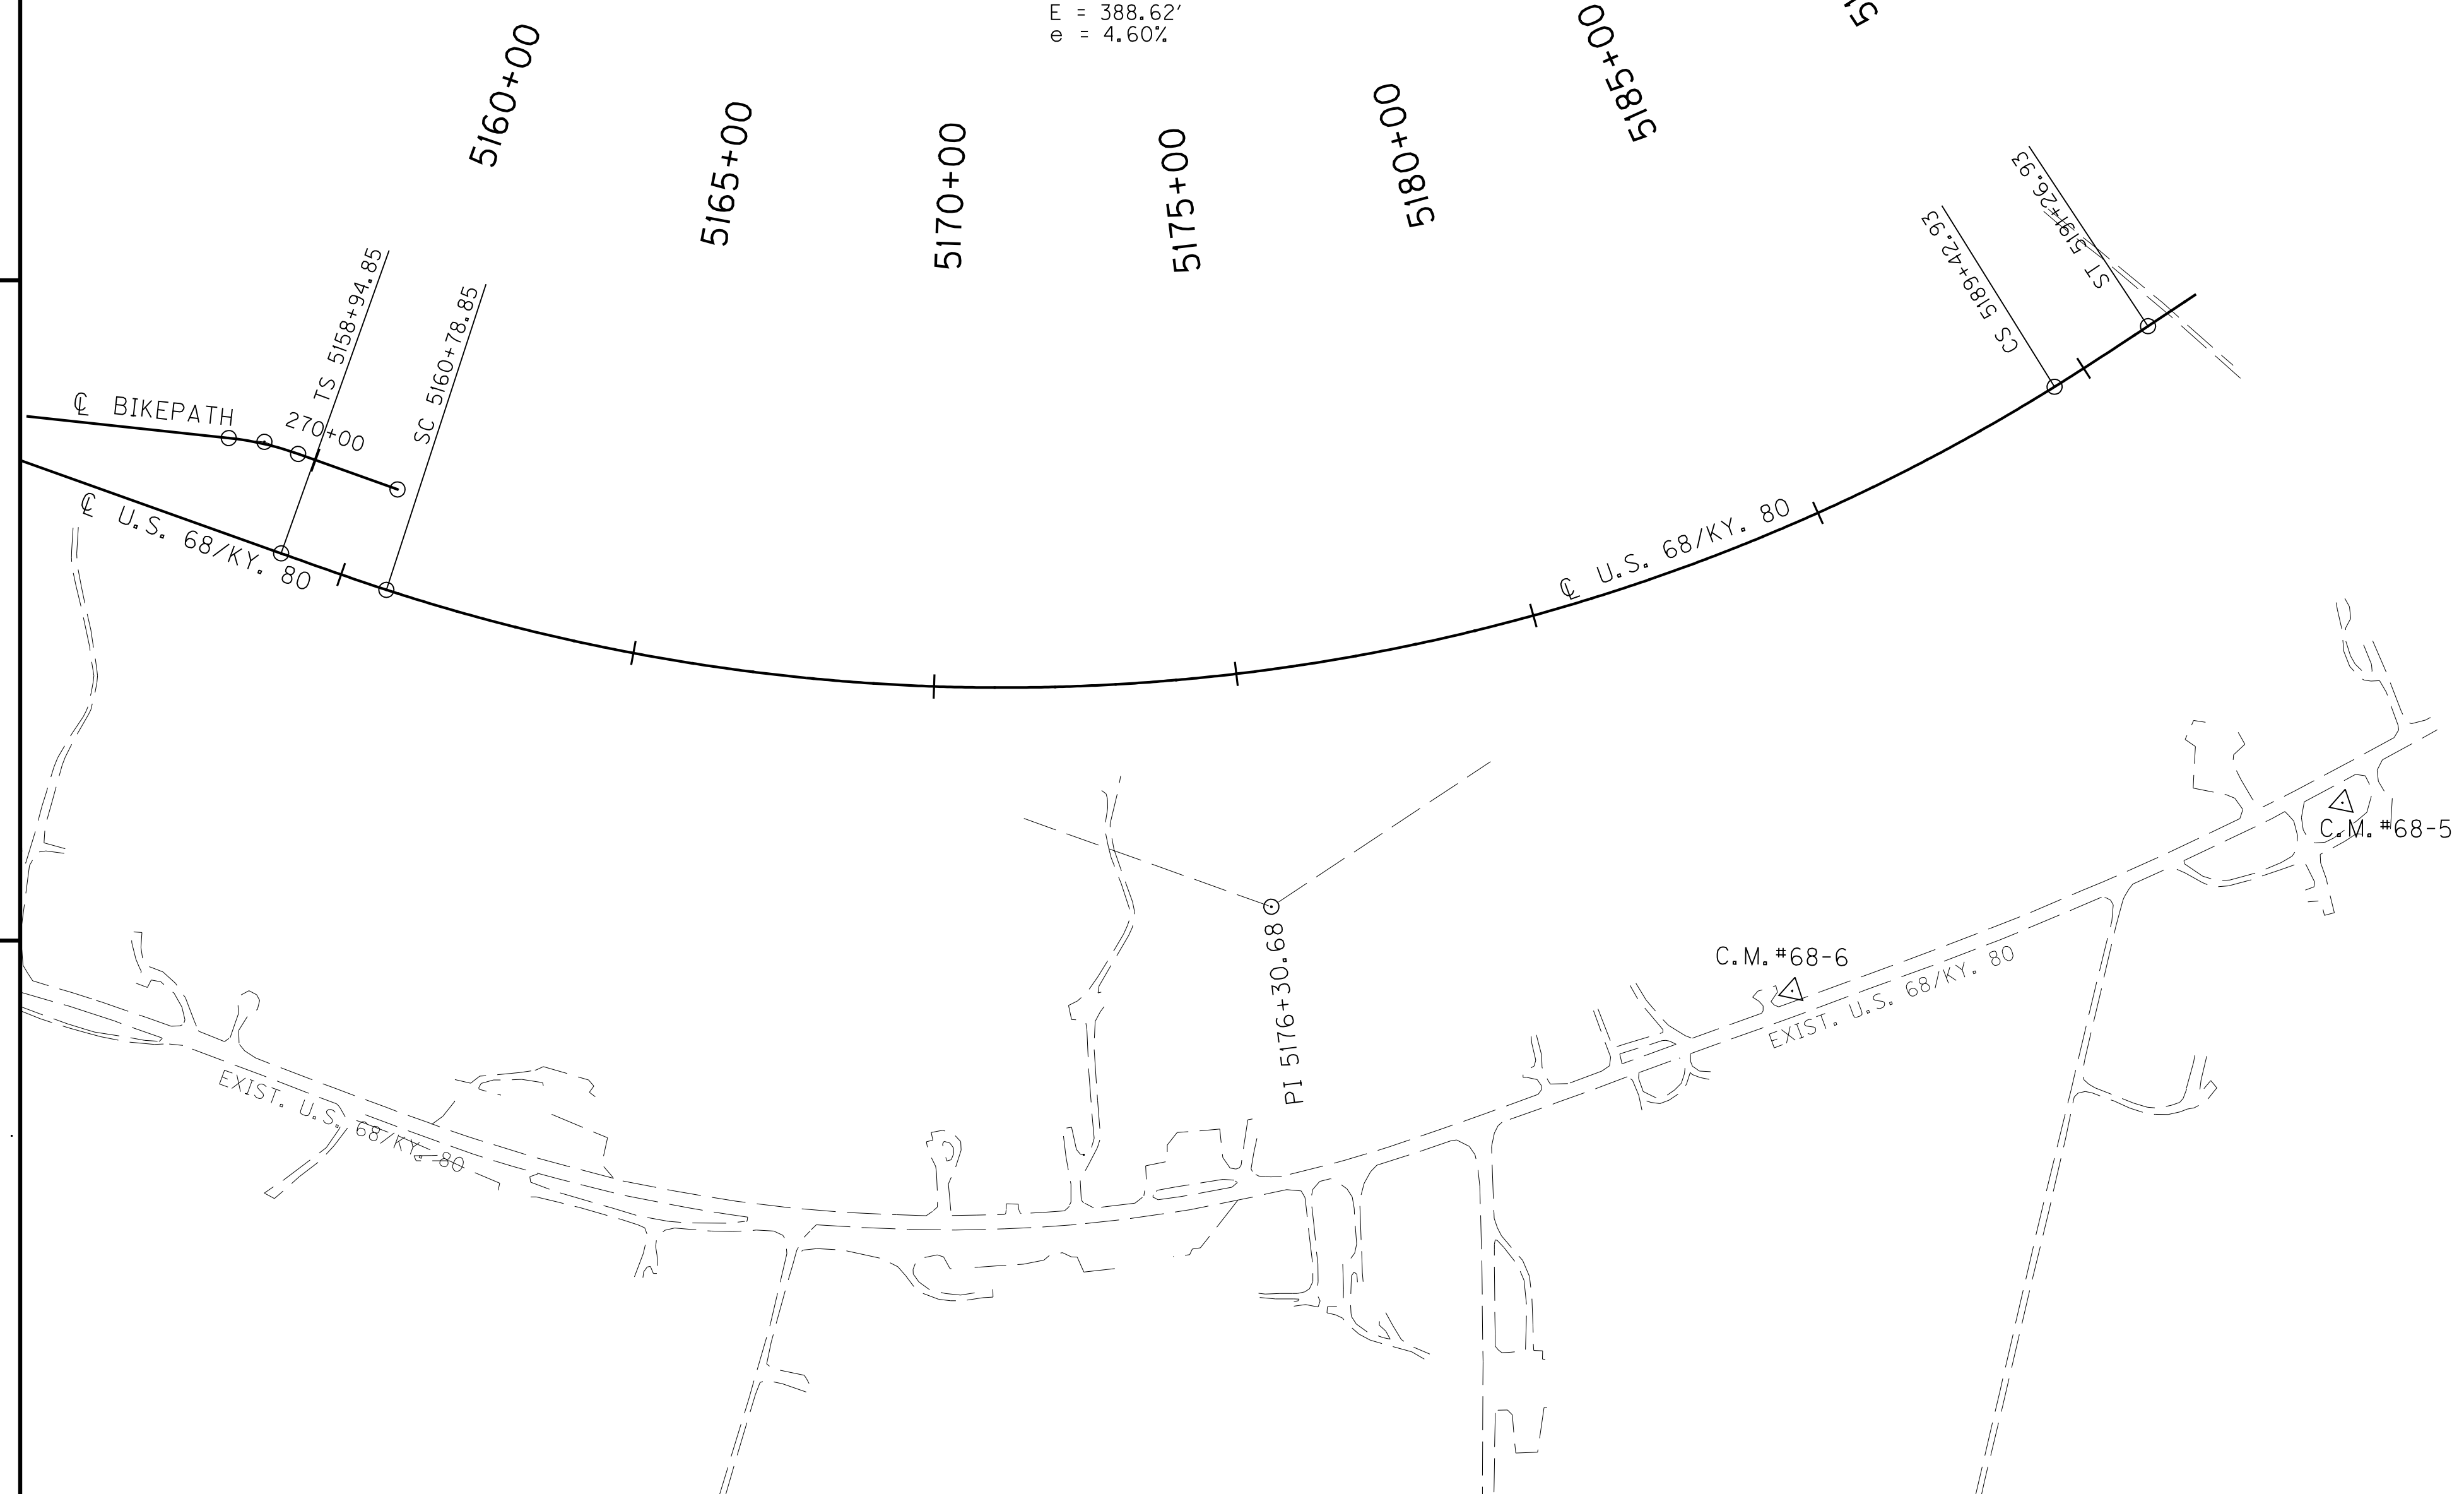 E = 388.62'
e = 4.60%
5160+00
5165+00
5170+00
5175+00
5180+00
5185+00
TS 5158+94.85
SC 5160+78.85
CS 5189+42.93
ST 5191+26.93
℄ BIKEPATH
270+00
℄ U.S. 68/KY. 80
℄ U.S. 68/KY. 80
PI 5176+30.68
C.M.#68-5
C.M.#68-6
EXIST. U.S. 68/KY. 80
EXIST. U.S. 68/KY. 80